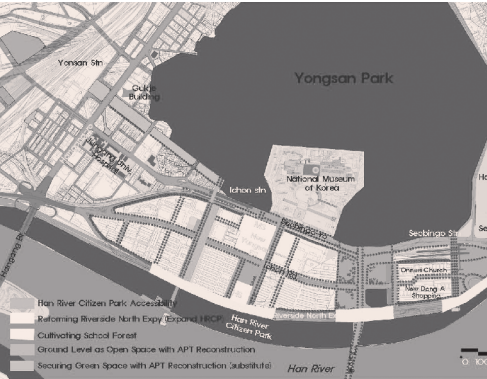 Yonsan Stn
Yongsan Park
Gukje
Building
National Museum
of Korea
Ichon stn
Seobingo Stn
Onnuri Church
New Dong A
Shopping
Han River
Citizen Park
Han River
Han River Citizen Park Accessibility
Reforming Riverside North Expy (Expand HRCP)
Cultivating School Forest
Ground Level as Open Space with APT Reconstruction
Securing Green Space with APT Reconstruction (substitute)